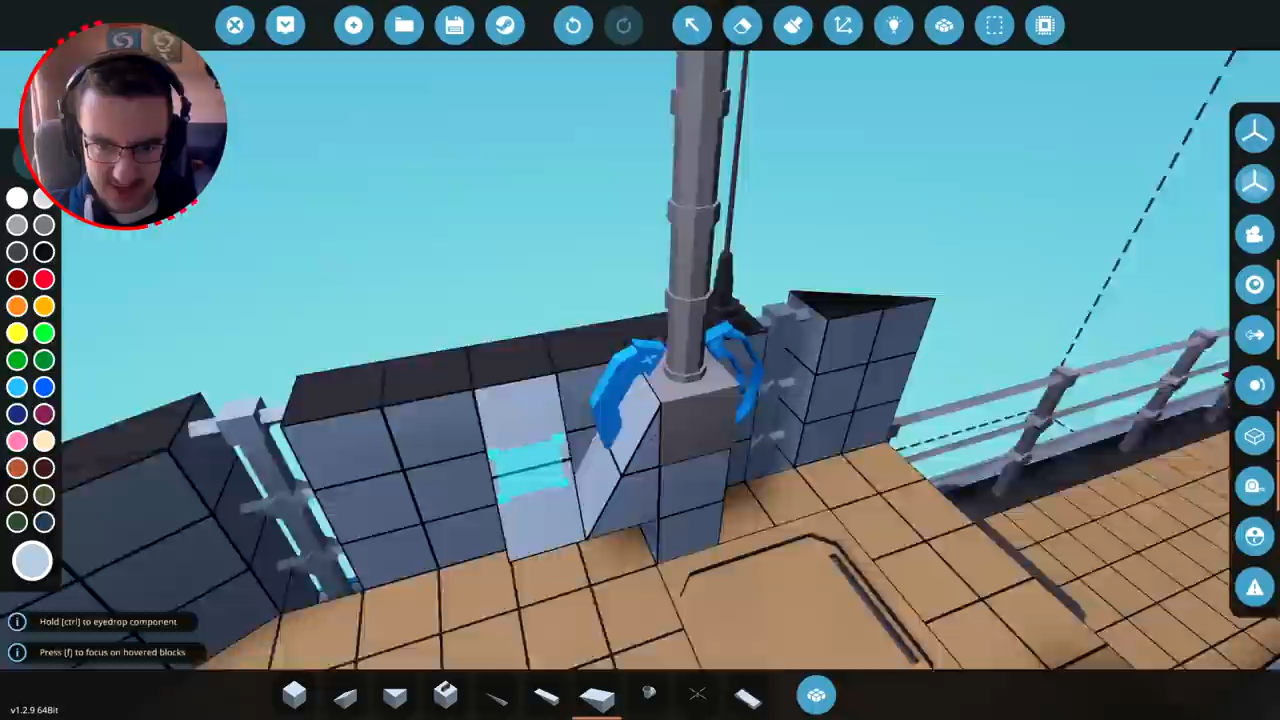 Hold [ctrl] to eyedrop component
Press [f] to focus on hovered blocks
v1.2.9 64Bit